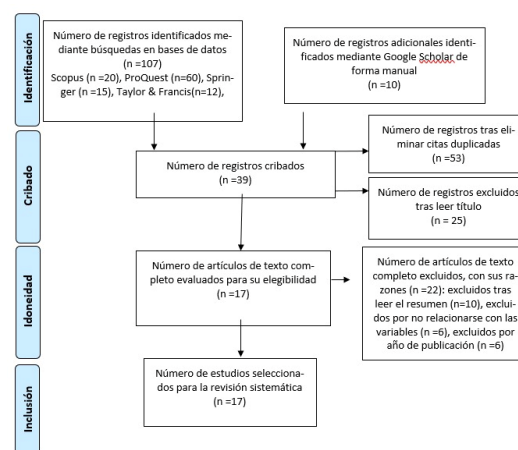 Identificación
Número de registros identificados me-
diante búsquedas en bases de datos
(n =107)
Scopus (n =20), ProQuest (n=60), Sprin-
ger (n =15), Taylor & Francis(n=12),
Número de registros adicionales identi-
ficados mediante Google Scholar de
forma manual
(n =10)
Cribado
Número de registros cribados
(n =39)
Número de registros tras eli-
minar citas duplicadas
(n =53)
Número de registros excluidos
tras leer título
(n = 25)
Idoneidad
Número de artículos de texto com-
pleto evaluados para su elegibilidad
(n =17)
Número de artículos de texto
completo excluidos, con sus ra-
zones (n =22): excluidos tras
leer el resumen (n=10), exclui-
dos por no relacionarse con las
variables (n =6), excluidos por
año de publicación (n =6)
Inclusión
Número de estudios selecciona-
dos para la revisión sistemática
(n =17)